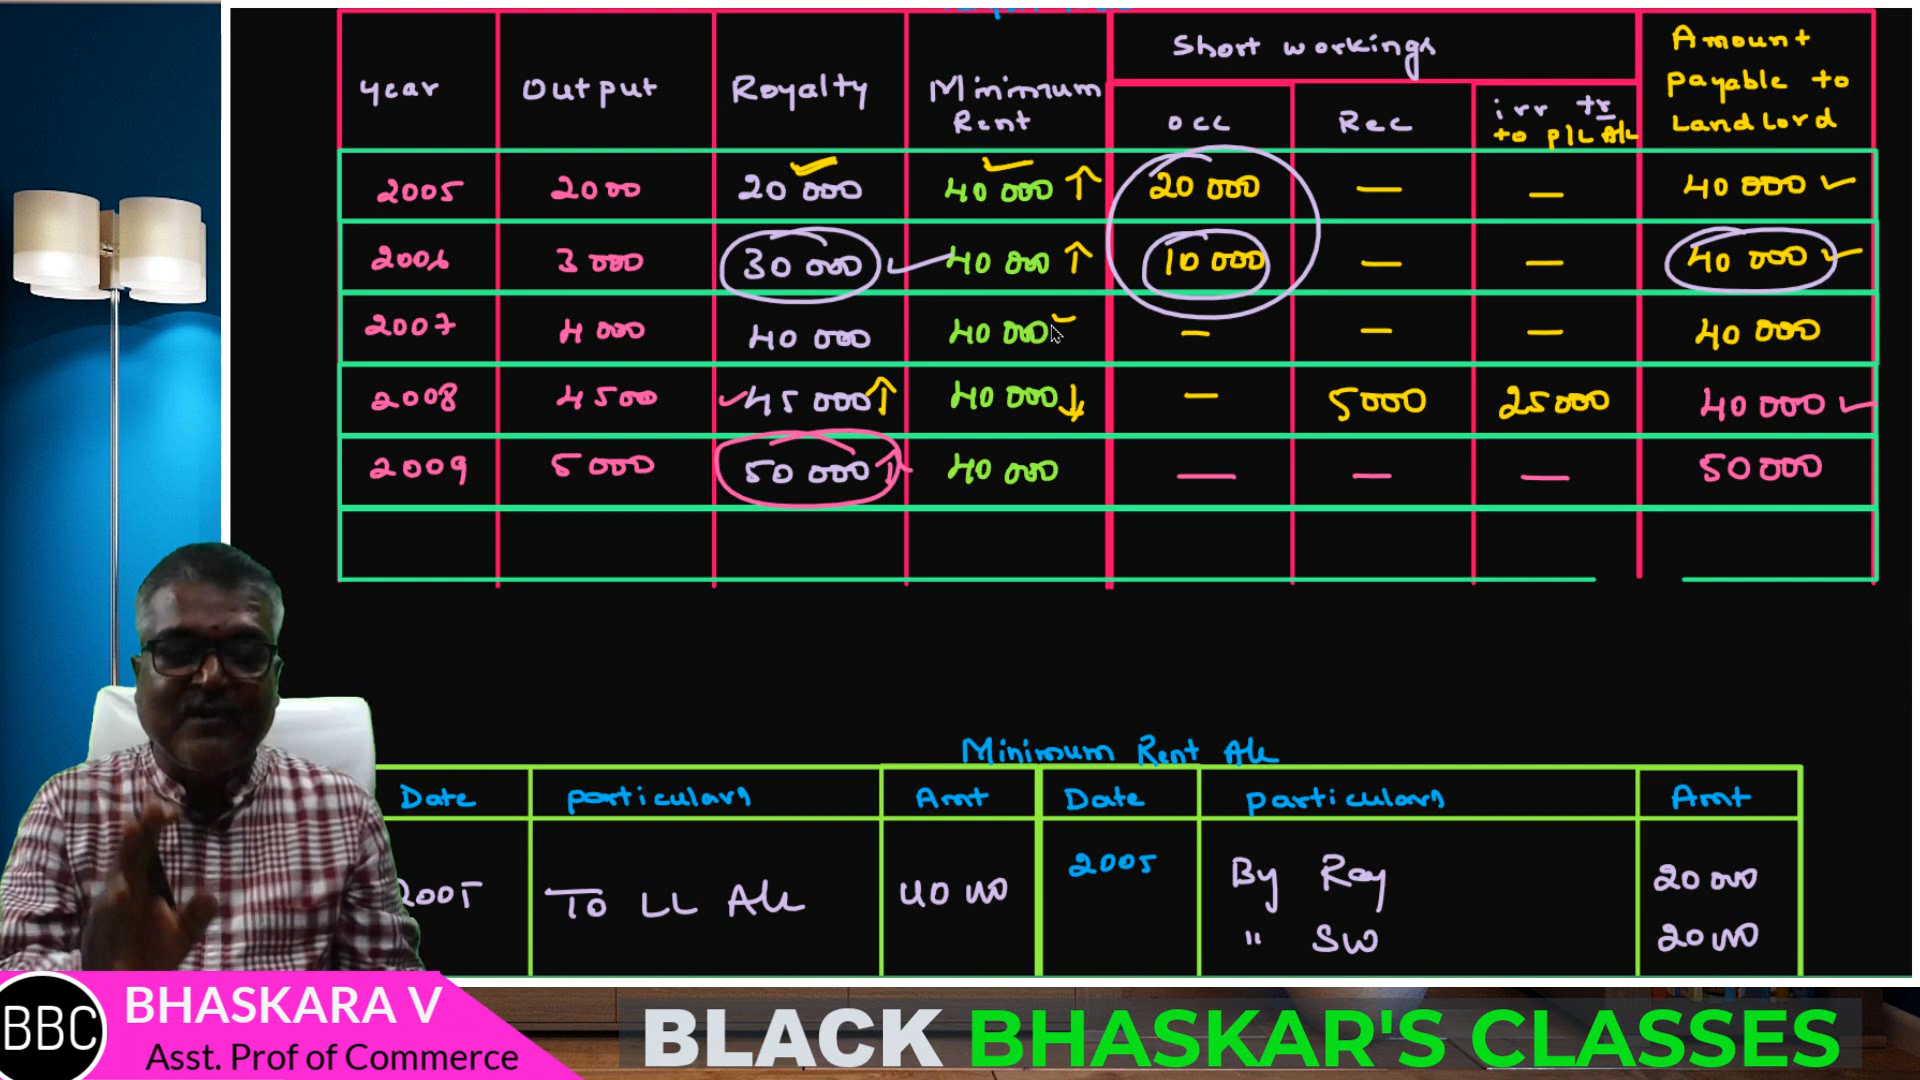 Short workings
Amount
payable to
Landlord
year
Output
Royalty
Minimum
Rent
occ
Rec
irr tr
to P/L A/c
2005 2000 20 000 40 000 20 000 — — 40 000
2006 3 000 30 000 40 000 10 000 — — 40 000
2007 4 000 40 000 40 000 - — — 40 000
2008 4500 45 000 40 000 — 5000 25000 40 000
2009 5 000 50 000 40 000 — — — 50 000
Minimum Rent A/c
Date particulars Amt Date particulars Amt
2005 To LL A/c 40 000 2005 By Roy 20 000
" SW 20 000
BBC
BHASKARA V
Asst. Prof of Commerce
BLACK BHASKAR'S CLASSES